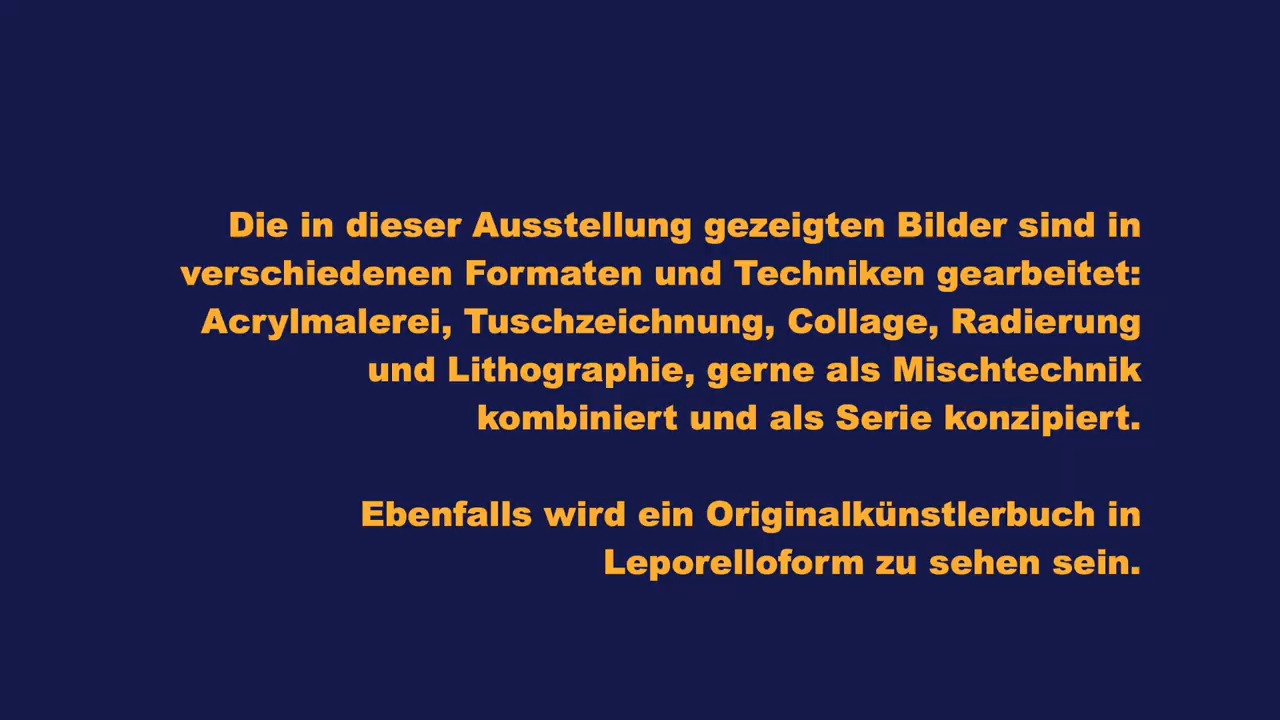 Die in dieser Ausstellung gezeigten Bilder sind in
verschiedenen Formaten und Techniken gearbeitet:
Acrylmalerei, Tuschzeichnung, Collage, Radierung
und Lithographie, gerne als Mischtechnik
kombiniert und als Serie konzipiert.
Ebenfalls wird ein Originalkünstlerbuch in
Leporelloform zu sehen sein.